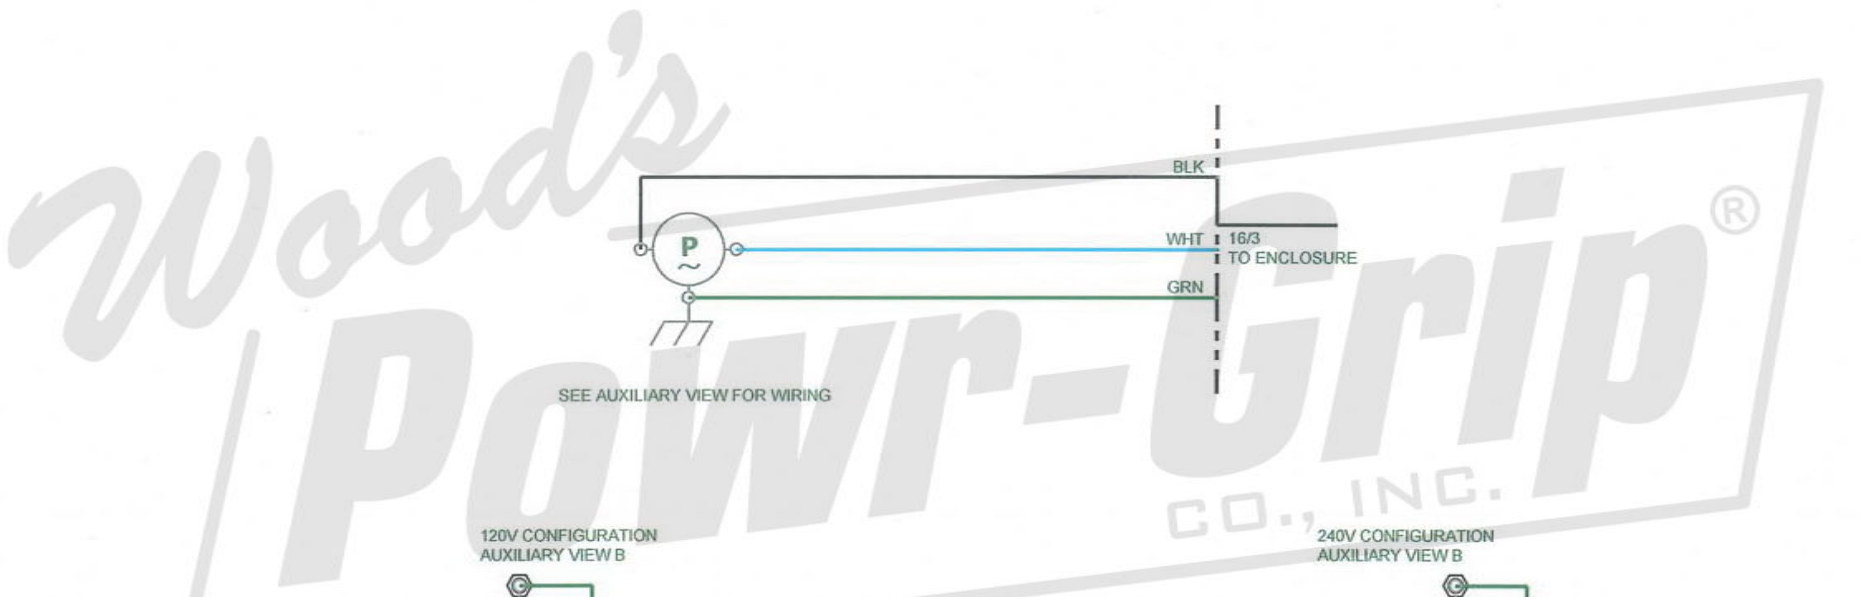 Wood's
Powr-Grip®
CO., INC.
BLK
WHT
16/3
TO ENCLOSURE
GRN
P
~
SEE AUXILIARY VIEW FOR WIRING
120V CONFIGURATION
AUXILIARY VIEW B
240V CONFIGURATION
AUXILIARY VIEW B